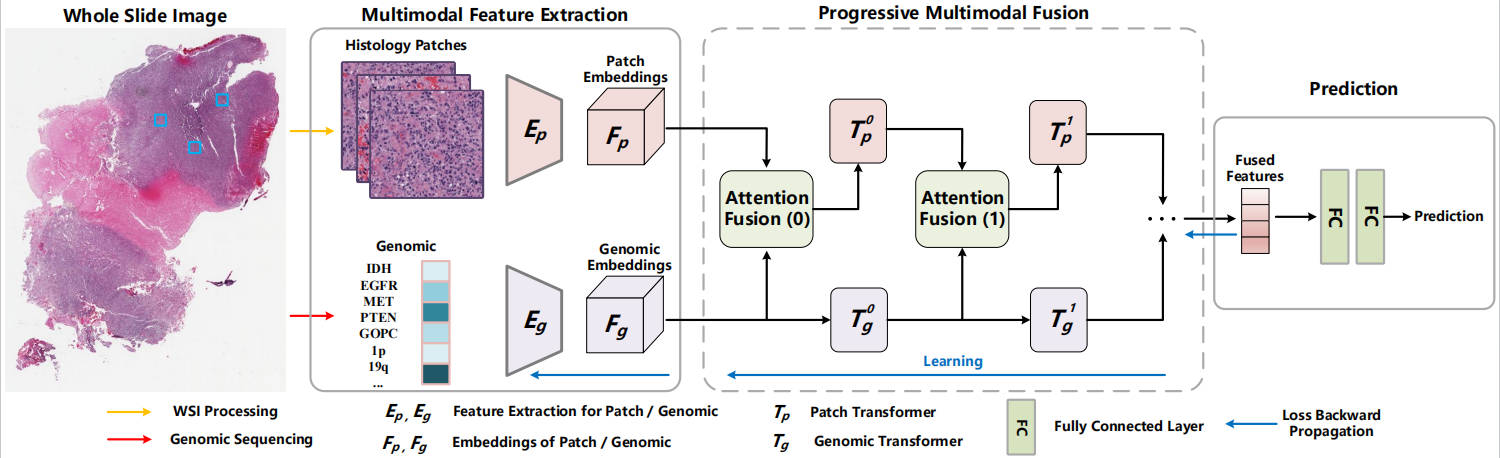 Whole Slide Image
Multimodal Feature Extraction
Progressive Multimodal Fusion
Prediction
Histology Patches
Patch
Embeddings
E_p
F_p
Genomic
IDH
EGFR
MET
PTEN
GOPC
1p
19q
...
Genomic
Embeddings
E_g
F_g
Attention
Fusion (0)
T_p^0
Attention
Fusion (1)
T_p^1
T_g^0
T_g^1
...
Learning
Fused
Features
FC
FC
Prediction
WSI Processing
Genomic Sequencing
E_p, E_g Feature Extraction for Patch / Genomic
F_p, F_g Embeddings of Patch / Genomic
T_p Patch Transformer
T_g Genomic Transformer
FC Fully Connected Layer
Loss Backward
Propagation